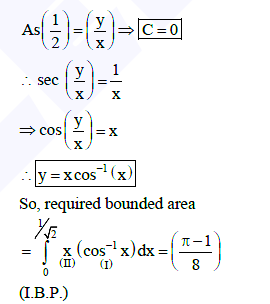 As(1/2) = (y/x) ⇒ C = 0
∴ sec (y/x) = 1/x
⇒ cos(y/x) = x
∴ y = x cos⁻¹ (x)
So, required bounded area
= ∫₀^(1/√2) x (cos⁻¹ x) dx = ((π − 1)/8)
(II) (I)
(I.B.P.)